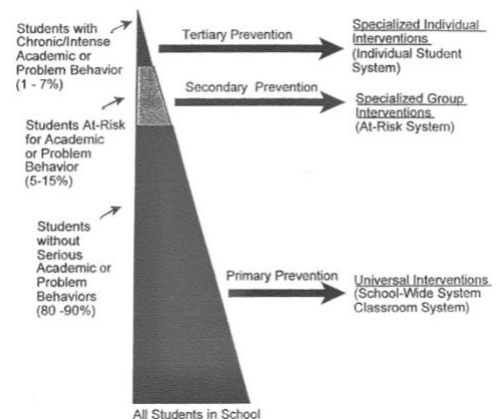 Students with
Chronic/Intense
Academic or
Problem Behavior
(1 - 7%)
Tertiary Prevention
Specialized Individual
Interventions
(Individual Student
System)
Students At-Risk
for Academic
or Problem
Behavior
(5-15%)
Secondary Prevention
Specialized Group
Interventions
(At-Risk System)
Students
without
Serious
Academic or
Problem
Behaviors
(80 -90%)
Primary Prevention
Universal Interventions
(School-Wide System
Classroom System)
All Students in School